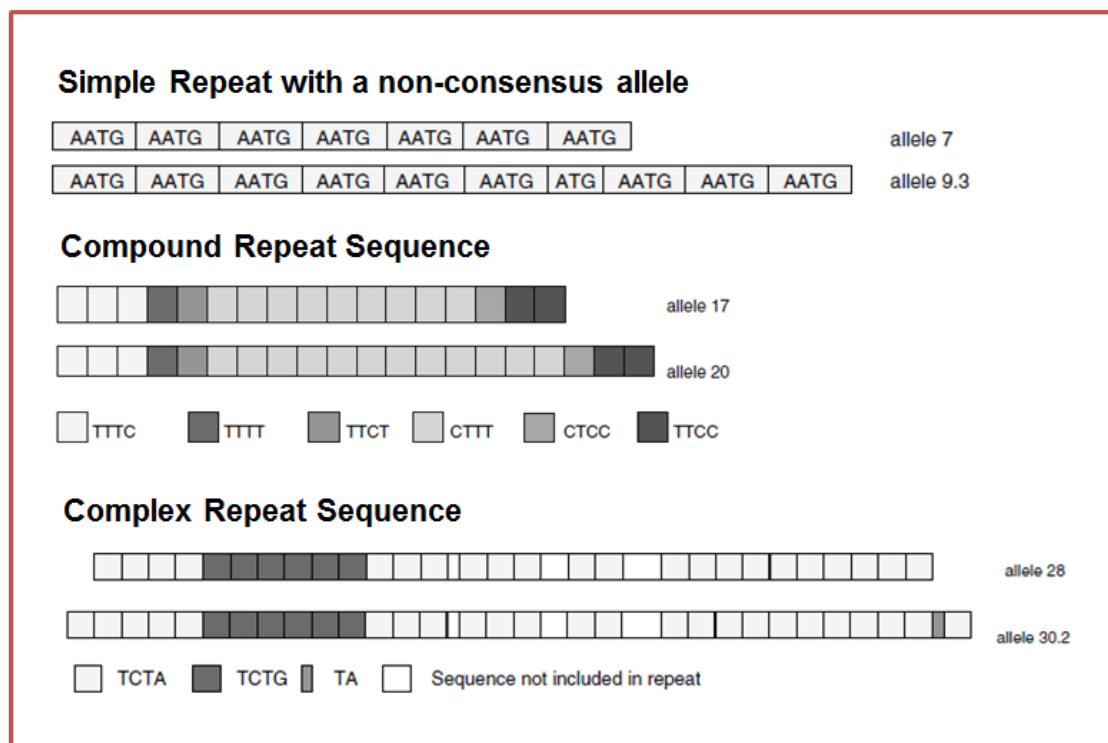 Simple Repeat with a non-consensus allele
AATG AATG AATG AATG AATG AATG AATG allele 7
AATG AATG AATG AATG AATG AATG ATG AATG AATG AATG allele 9.3
Compound Repeat Sequence
allele 17
allele 20
TTTC TTTT TTCT CTTT CTCC TTCC
Complex Repeat Sequence
allele 28
allele 30.2
TCTA TCTG TA Sequence not included in repeat